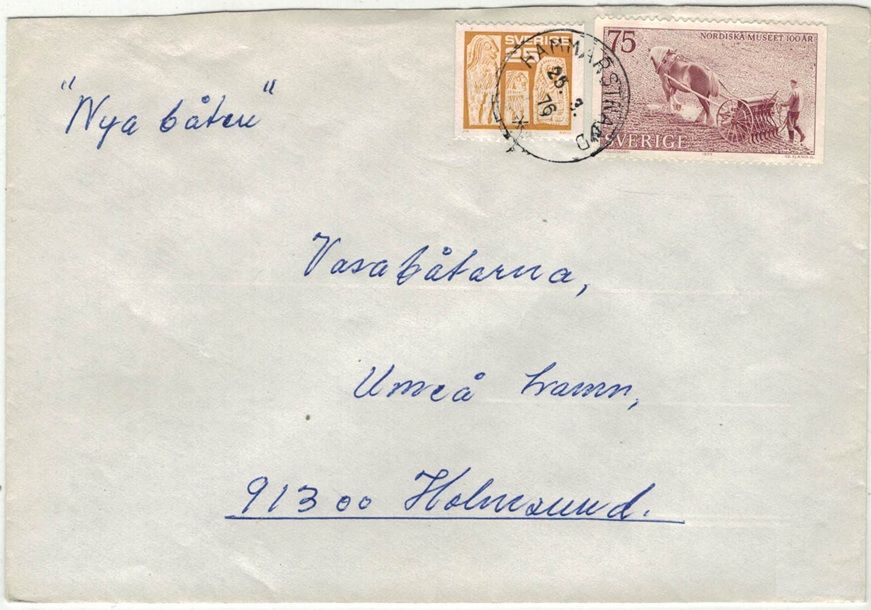 "Nya båten"
SVERIGE
HAMMARSTRAND
25. 3. 76
75
NORDISKA MUSEET 100 ÅR
SVERIGE
Vasabåtarna,
Umeå hamn,
913 00 Holmsund.